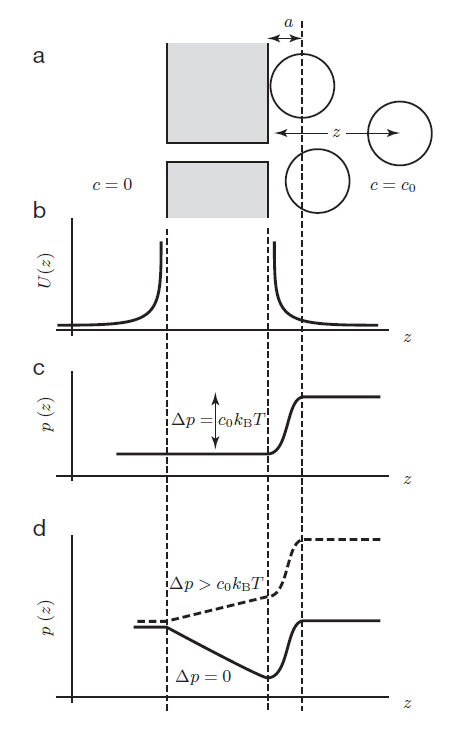 a
a
z
c = 0
c = c₀
b
U(z)
z
c
p (z)
Δp = c₀k_BT
z
d
p (z)
Δp > c₀k_BT
Δp = 0
z